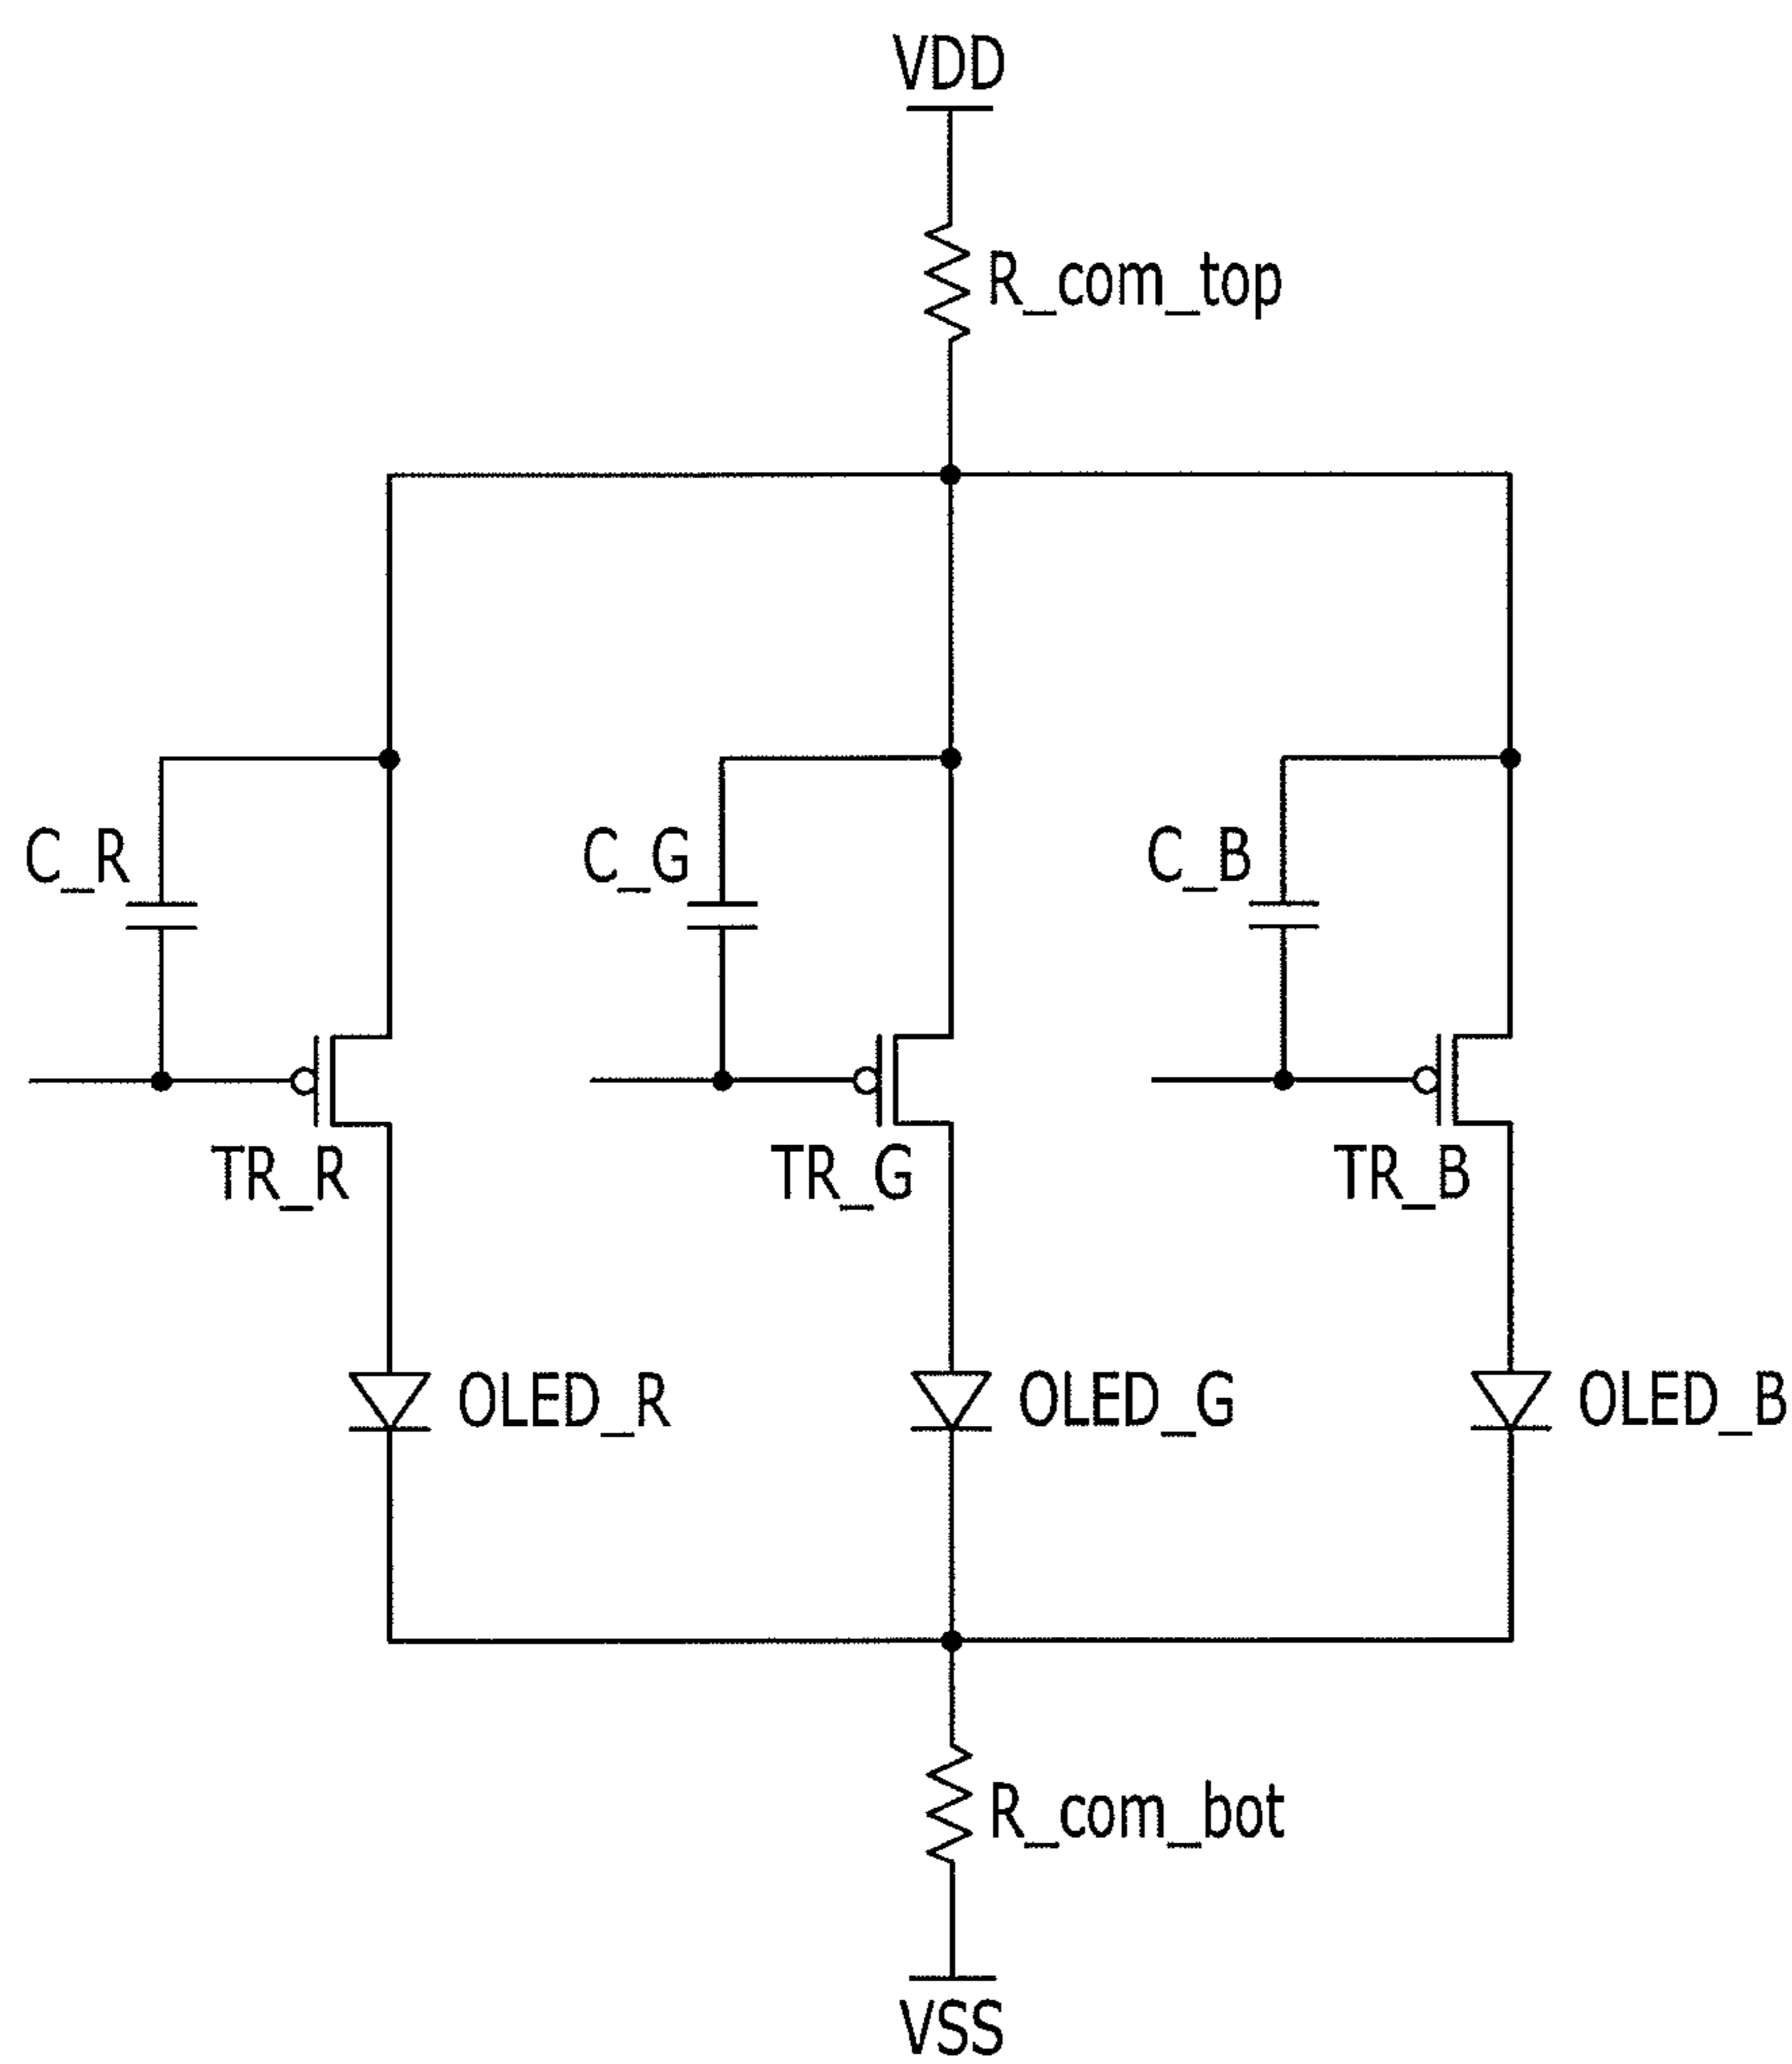 VDD
R_com_top
C_R
C_G
C_B
TR_R
TR_G
TR_B
OLED_R
OLED_G
OLED_B
R_com_bot
VSS